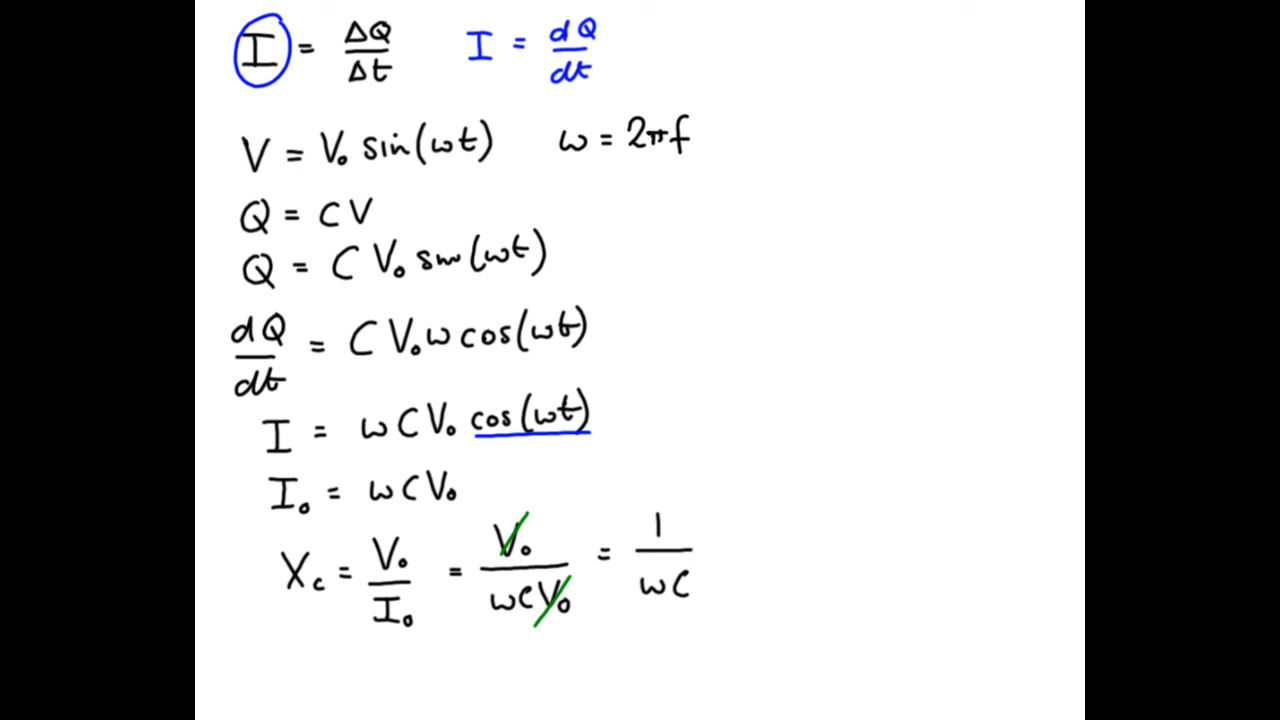 I = ΔQ/Δt I = dQ/dt
V = V₀ sin(ωt) ω = 2πf
Q = CV
Q = C V₀ sin(ωt)
dQ/dt = C V₀ω cos(ωt)
I = ωCV₀ cos(ωt)
I₀ = ωCV₀
X꜀ = V₀/I₀ = V₀/ωCV₀ = 1/ωC